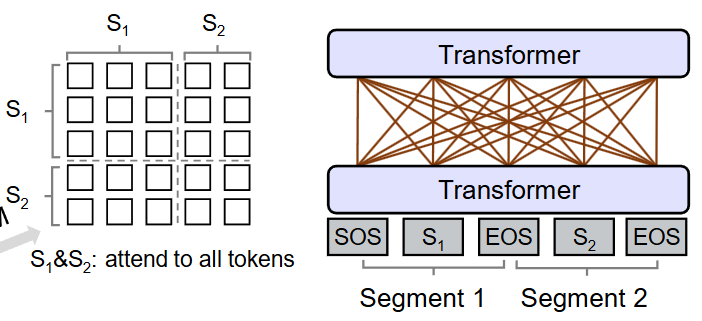 S₁ S₂
S₁
S₂
S₁&S₂: attend to all tokens
Transformer
Transformer
SOS S₁ EOS S₂ EOS
Segment 1 Segment 2